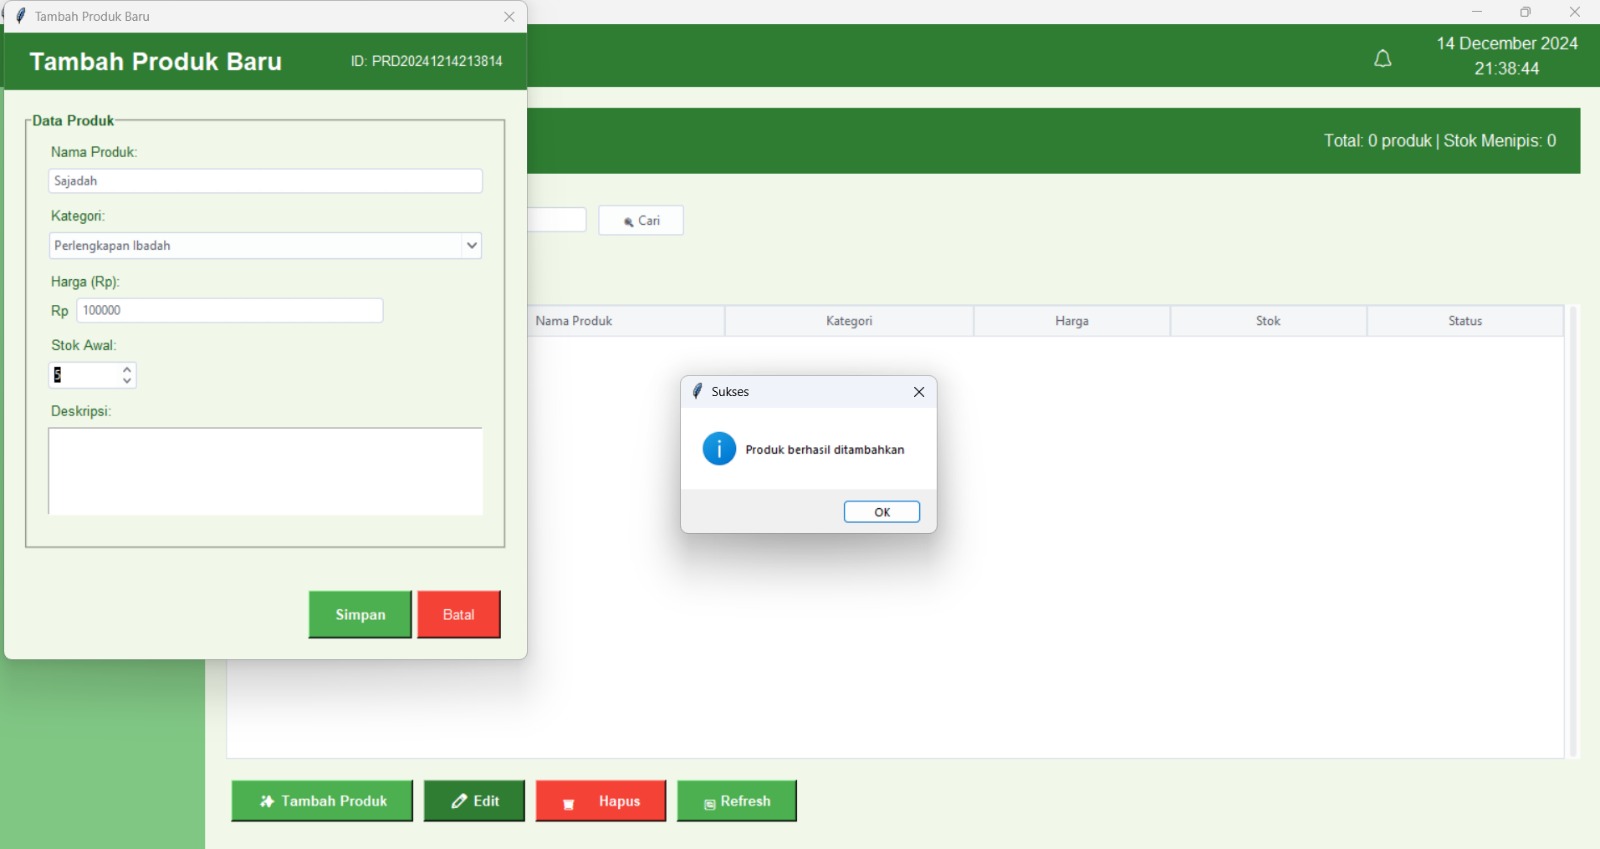 Tambah Produk Baru
Tambah Produk Baru
ID: PRD20241214213814
14 December 2024
21:38:44
Total: 0 produk | Stok Menipis: 0
Data Produk
Nama Produk:
Sajadah
Kategori:
Perlengkapan Ibadah
Harga (Rp):
Rp 100000
Stok Awal:
5
Deskripsi:
Simpan Batal
Cari
Nama Produk Kategori Harga Stok Status
Sukses
Produk berhasil ditambahkan
OK
Tambah Produk Edit Hapus Refresh